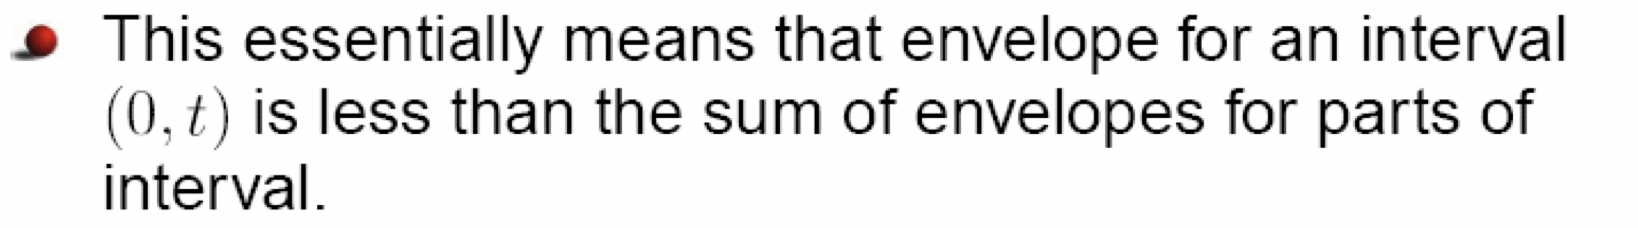 This essentially means that envelope for an interval
(0, t) is less than the sum of envelopes for parts of
interval.